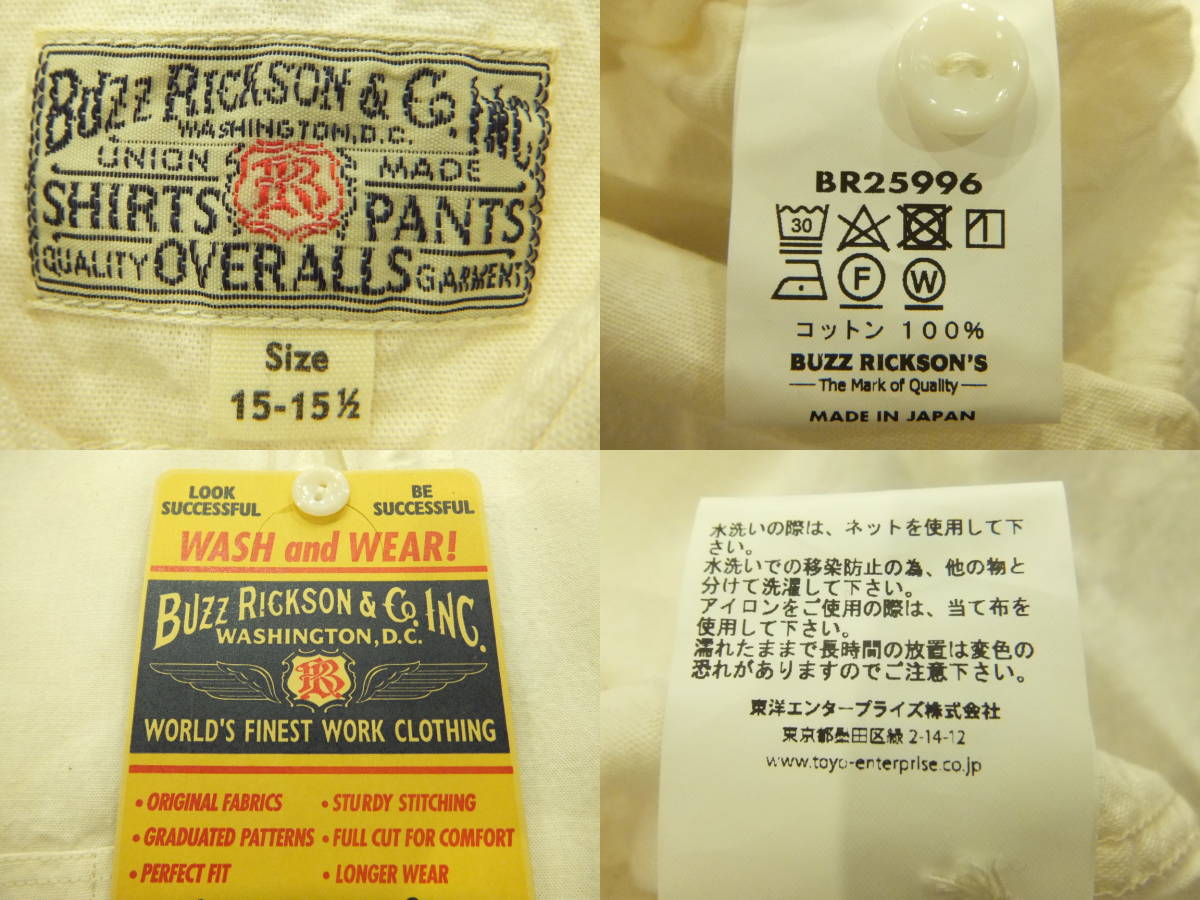 BUZZ RICKSON & CO. INC.
WASHINGTON, D.C.
UNION MADE
SHIRTS PANTS
QUALITY OVERALLS GARMENT
Size
15-15½
BR25996
30
F W
コットン 100%
BUZZ RICKSON'S
The Mark of Quality
MADE IN JAPAN
LOOK SUCCESSFUL
BE SUCCESSFUL
WASH and WEAR!
BUZZ RICKSON & CO. INC.
WASHINGTON, D.C.
WORLD'S FINEST WORK CLOTHING
• ORIGINAL FABRICS • STURDY STITCHING
• GRADUATED PATTERNS • FULL CUT FOR COMFORT
• PERFECT FIT • LONGER WEAR
水洗いの際は、ネットを使用して下
さい。
水洗いでの移染防止の為、他の物と
分けて洗濯して下さい。
アイロンをご使用の際は、当て布を
使用して下さい。
濡れたままで長時間の放置は変色の
恐れがありますのでご注意下さい。
東洋エンタープライズ株式会社
東京都墨田区緑 2-14-12
www.toyo-enterprise.co.jp